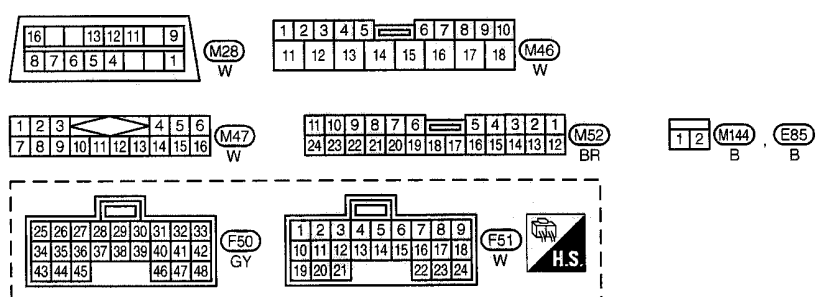 16 13 12 11 9
8 7 6 5 4 1
M28
W
1 2 3 4 5 6 7 8 9 10
11 12 13 14 15 16 17 18
M46
W
1 2 3 4 5 6
7 8 9 10 11 12 13 14 15 16
M47
W
11 10 9 8 7 6 5 4 3 2 1
24 23 22 21 20 19 18 17 16 15 14 13 12
M52
BR
1 2
M144 , E85
B B
25 26 27 28 29 30 31 32 33
34 35 36 37 38 39 40 41 42
43 44 45 46 47 48
F50
GY
1 2 3 4 5 6 7 8 9
10 11 12 13 14 15 16 17 18
19 20 21 22 23 24
F51
W
H.S.